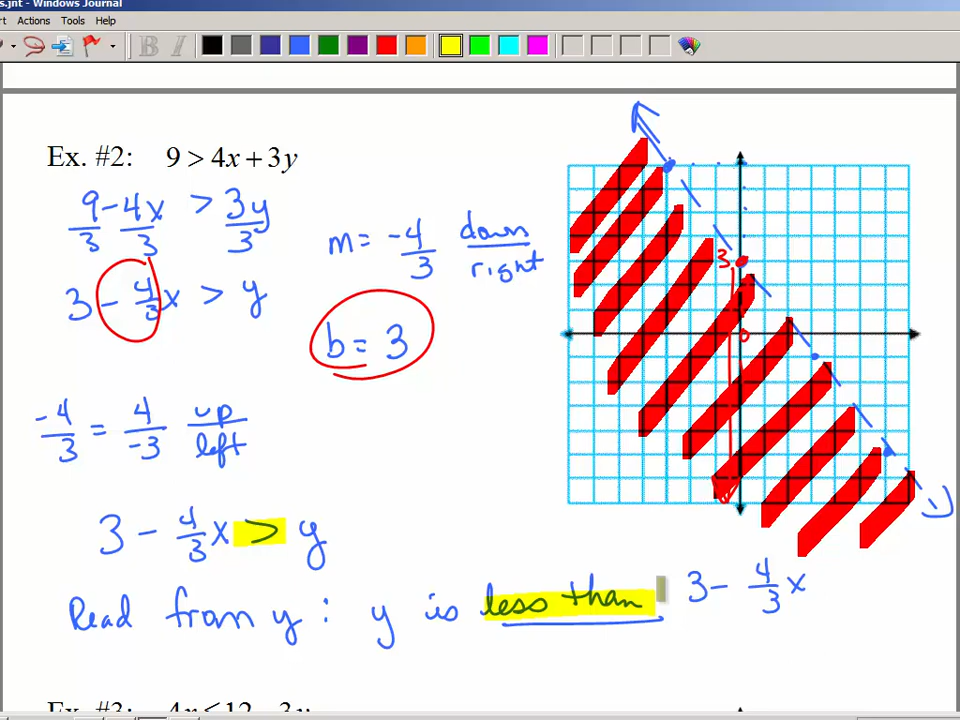 s.jnt - Windows Journal
rt Actions Tools Help
B I
Ex. #2: 9 > 4x + 3y
9 - 4x > 3y
3 3 3
3 - 4/3 x > y
m = -4/3 down/right
b = 3
3
0
-4/3 = 4/-3 up/left
3 - 4/3 x > y
Read from y : y is less than 3 - 4/3 x